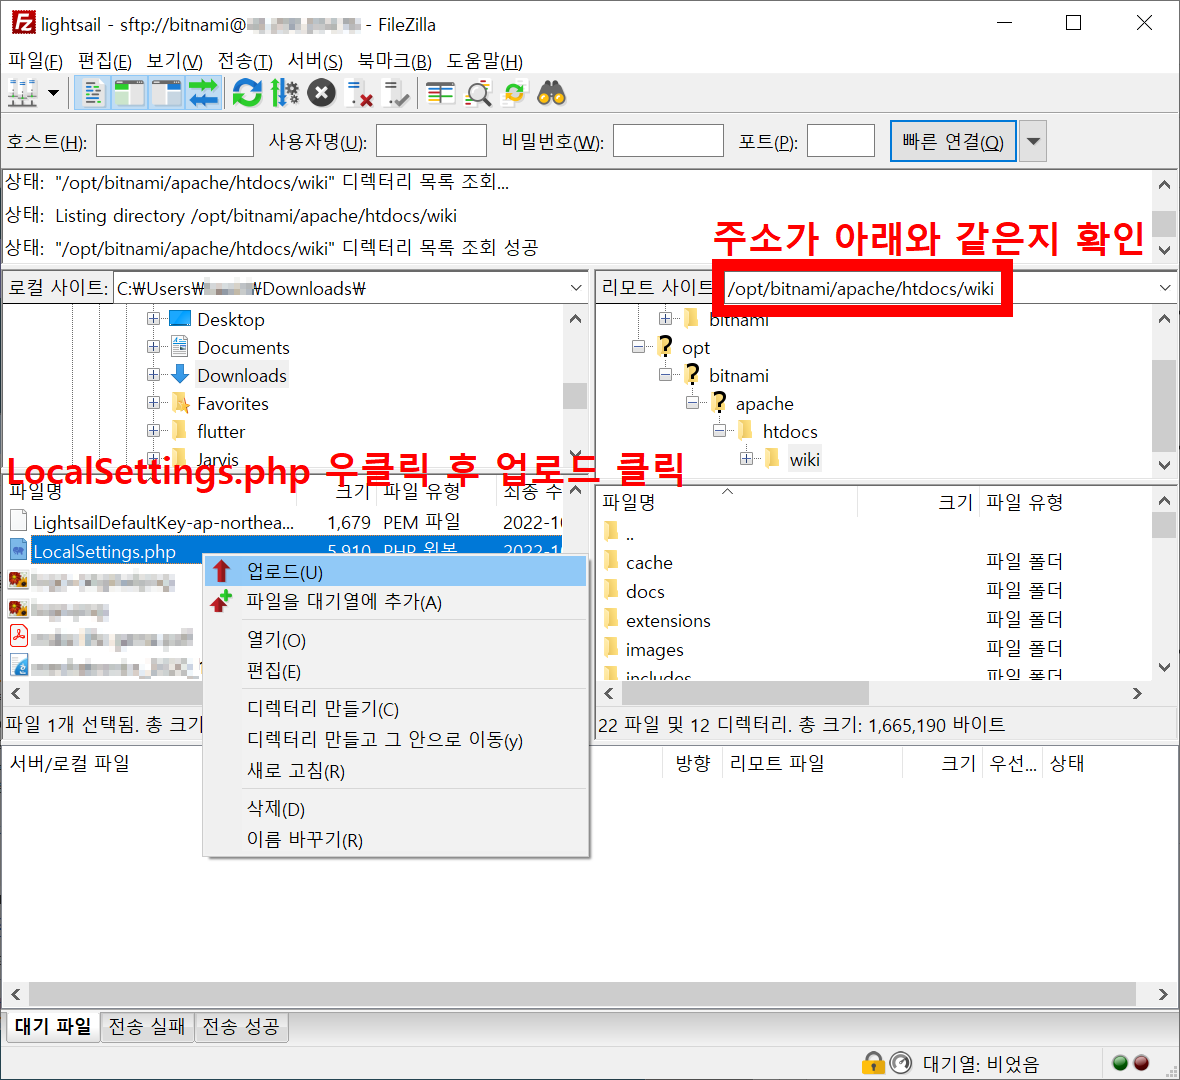 lightsail - sftp://bitnami@ - FileZilla
파일(F) 편집(E) 보기(V) 전송(T) 서버(S) 북마크(B) 도움말(H)
호스트(H): 사용자명(U): 비밀번호(W): 포트(P): 빠른 연결(Q)
상태: "/opt/bitnami/apache/htdocs/wiki" 디렉터리 목록 조회...
상태: Listing directory /opt/bitnami/apache/htdocs/wiki
상태: "/opt/bitnami/apache/htdocs/wiki" 디렉터리 목록 조회 성공
주소가 아래와 같은지 확인
로컬 사이트: C:₩Users₩ ₩Downloads₩
Desktop
Documents
Downloads
Favorites
flutter
Jarvis
리모트 사이트 /opt/bitnami/apache/htdocs/wiki
bitnami
opt
bitnami
apache
htdocs
wiki
LocalSettings.php 우클릭 후 업로드 클릭
파일명 크기 파일 유형 최종 수
LightsailDefaultKey-ap-northea... 1,679 PEM 파일 2022-10
LocalSettings.php 5,910 PHP 원본 2022-10
업로드(U)
파일을 대기열에 추가(A)
열기(O)
편집(E)
디렉터리 만들기(C)
디렉터리 만들고 그 안으로 이동(y)
새로 고침(R)
삭제(D)
이름 바꾸기(R)
파일 1개 선택됨. 총 크기
파일명 크기 파일 유형
..
cache 파일 폴더
docs 파일 폴더
extensions 파일 폴더
images 파일 폴더
includes 파일 폴더
22 파일 및 12 디렉터리. 총 크기: 1,665,190 바이트
서버/로컬 파일 방향 리모트 파일 크기 우선... 상태
대기 파일 전송 실패 전송 성공
대기열: 비었음